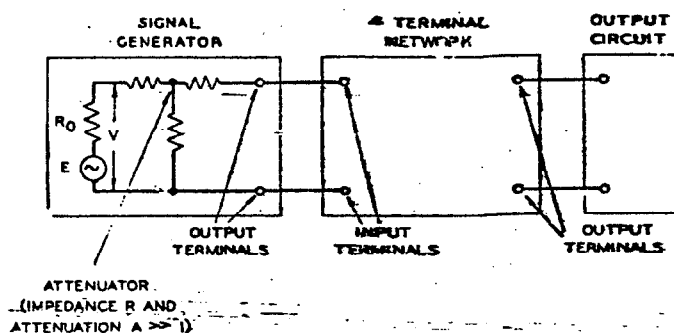 SIGNAL
GENERATOR
4 TERMINAL
NETWORK
OUTPUT
CIRCUIT
R₀
V
E
OUTPUT
TERMINALS
INPUT
TERMINALS
OUTPUT
TERMINALS
ATTENUATOR
(IMPEDANCE R AND
ATTENUATION A >> 1)